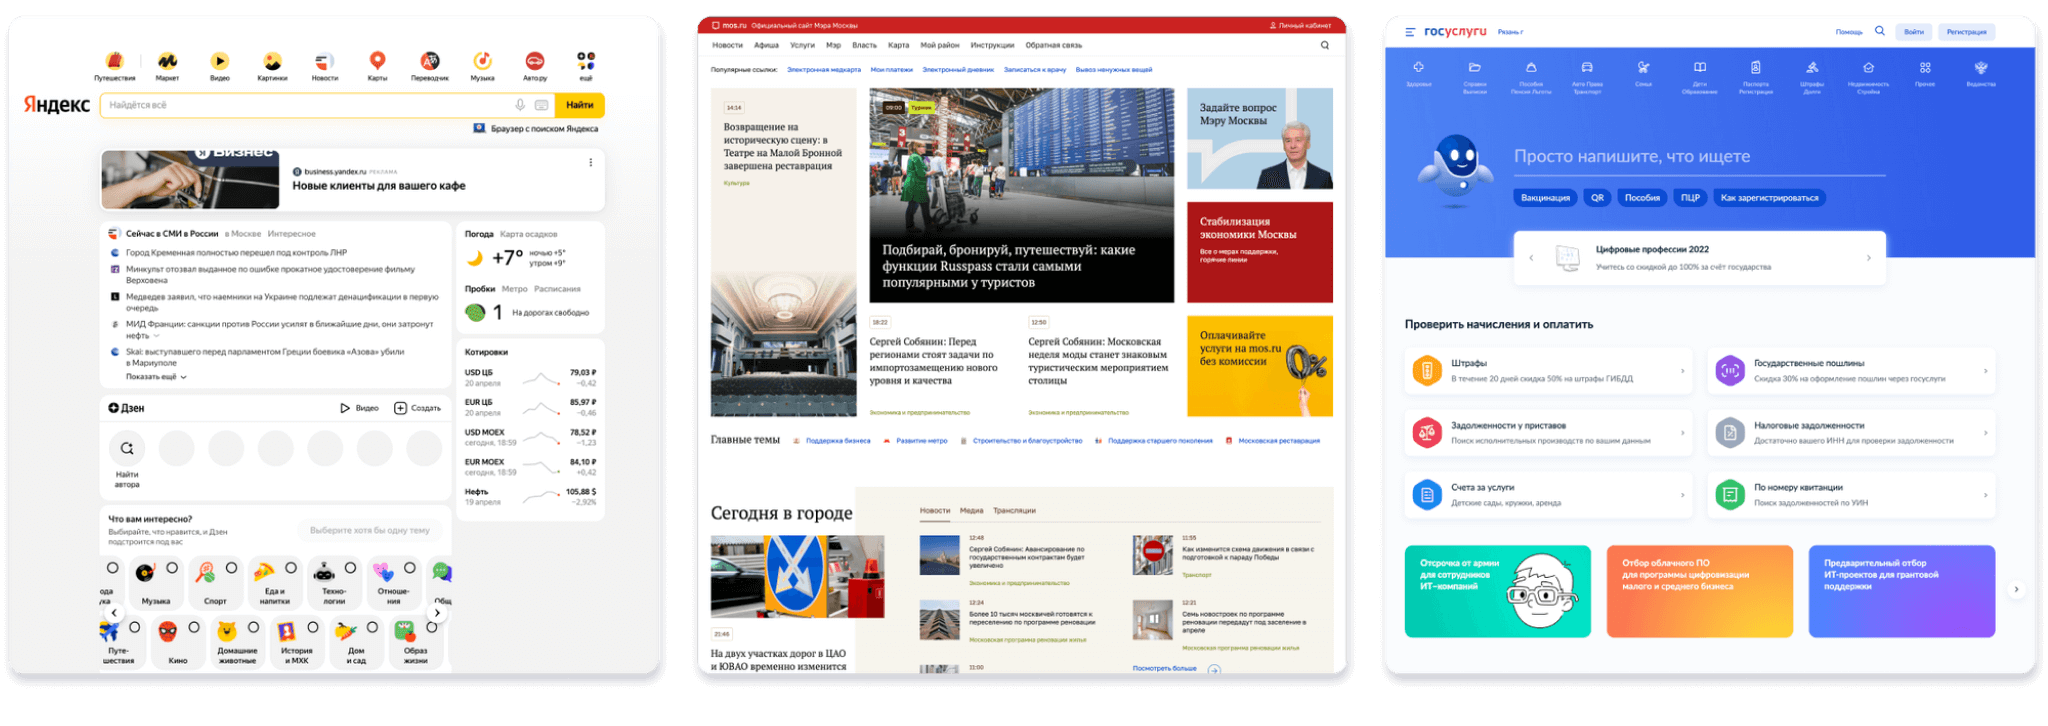 Путешествия
Маркет
Видео
Картинки
Новости
Карты
Переводчик
Музыка
Авто.ру
ещё
Яндекс
Найдётся всё
Найти
Браузер с поиском Яндекса
Я Бизнес
business.yandex.ru РЕКЛАМА
Новые клиенты для вашего кафе
Сейчас в СМИ в России в Москве Интересное
Город Кременная полностью перешел под контроль ЛНР
Минкульт отозвал выданное по ошибке прокатное удостоверение фильму
Верховена
Медведев заявил, что наемники на Украине подлежат денацификации в первую
очередь
МИД Франции: санкции против России усилят в ближайшие дни, они затронут
нефть
Skai: выступавшего перед парламентом Греции боевика «Азова» убили
в Мариуполе
Показать ещё
Погода Карта осадков
+7° ночью +5°
утром +9°
Пробки Метро Расписания
1 На дорогах свободно
Котировки
USD ЦБ 79,03 ₽
20 апреля −0,42
EUR ЦБ 85,97 ₽
20 апреля −0,46
USD MOEX 78,52 ₽
сегодня, 18:59 −1,23
EUR MOEX 84,10 ₽
сегодня, 18:59 +0,42
Нефть 105,88 $
19 апреля −2,92%
Дзен
Видео
Создать
Найти
автора
Что вам интересно?
Выбирайте, что нравится, и Дзен
подстроится под вас
Выберите хотя бы одну тему
ода
ука
Музыка
Спорт
Еда и
напитки
Техно-
логии
Отноше-
ния
Общ
Путе-
шествия
Кино
Домашние
животные
История
и МХК
Дом
и сад
Образ
жизни
mos.ru Официальный сайт Мэра Москвы
Личный кабинет
Новости Афиша Услуги Мэр Власть Карта Мой район Инструкции Обратная связь
Популярные ссылки: Электронная медкарта Мои платежи Электронный дневник Записаться к врачу Вывоз ненужных вещей
14:14
Возвращение на
историческую сцену: в
Театре на Малой Бронной
завершена реставрация
Культура
09:00 Туризм
Подбирай, бронируй, путешествуй: какие
функции Russpass стали самыми
популярными у туристов
Задайте вопрос
Мэру Москвы
Стабилизация
экономики Москвы
Все о мерах поддержки,
горячие линии
Оплачивайте
услуги на mos.ru
без комиссии
0%
18:22
Сергей Собянин: Перед
регионами стоят задачи по
импортозамещению нового
уровня и качества
Экономика и предпринимательство
12:50
Сергей Собянин: Московская
неделя моды станет знаковым
туристическим мероприятием
столицы
Экономика и предпринимательство
Главные темы Поддержка бизнеса Развитие метро Строительство и благоустройство Поддержка старшего поколения Московская реставрация
Сегодня в городе
21:46
На двух участках дорог в ЦАО
и ЮВАО временно изменится
Новости Медиа Трансляции
12:48
Сергей Собянин: Авансирование по
государственным контрактам будет
увеличено
Экономика и предпринимательство
11:55
Как изменится схема движения в связи с
подготовкой к параду Победы
Транспорт
12:24
Более 10 тысяч москвичей готовятся к
переселению по программе реновации
Московская программа реновации жилья
12:21
Семь новостроек по программе
реновации передадут под заселение в
апреле
Московская программа реновации жилья
21:00
Посмотреть больше
госуслуги Рязань г
Помощь
Войти
Регистрация
Здоровье
Справки
Выписки
Пособия
Пенсия Льготы
Авто Права
Транспорт
Семья
Дети
Образование
Паспорта
Регистрация
Штрафы
Долги
Недвижимость
Стройка
Прочее
Ведомства
Просто напишите, что ищете
Вакцинация
QR
Пособия
ПЦР
Как зарегистрироваться
Цифровые профессии 2022
Учитесь со скидкой до 100% за счёт государства
Проверить начисления и оплатить
Штрафы
В течение 20 дней скидка 50% на штрафы ГИБДД
Государственные пошлины
Скидка 30% на оформление пошлин через госуслуги
Задолженности у приставов
Поиск исполнительных производств по вашим данным
Налоговые задолженности
Достаточно вашего ИНН для проверки задолженности
Счета за услуги
Детские сады, кружки, аренда
По номеру квитанции
Поиск задолженностей по УИН
Отсрочка от армии
для сотрудников
ИТ-компаний
Отбор облачного ПО
для программы цифровизации
малого и среднего бизнеса
Предварительный отбор
ИТ-проектов для грантовой
поддержки